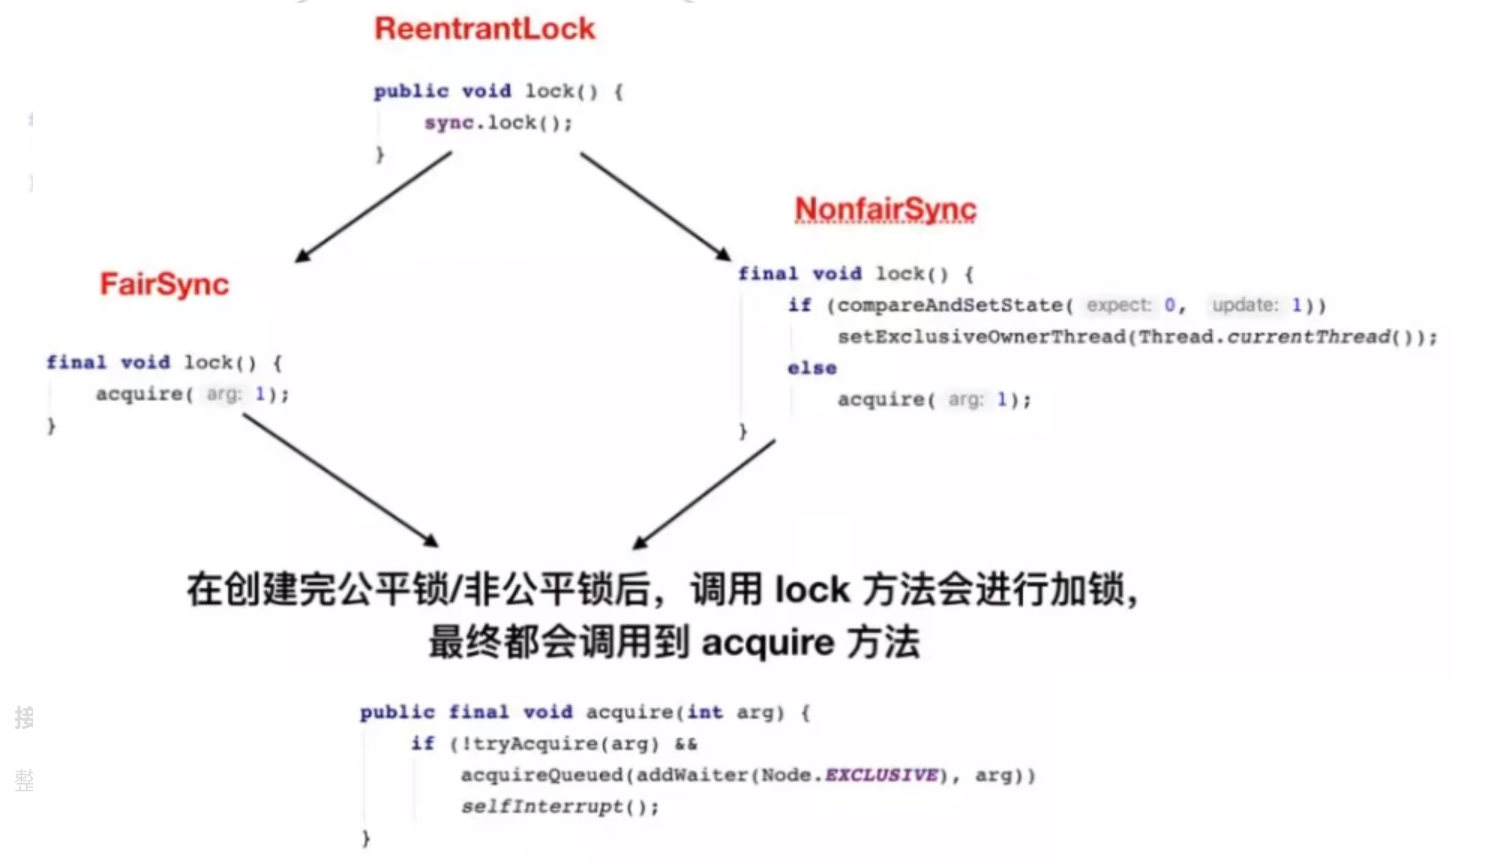 ReentrantLock
public void lock() {
sync.lock();
}
NonfairSync
final void lock() {
if (compareAndSetState( expect: 0, update: 1))
setExclusiveOwnerThread(Thread.currentThread());
else
acquire( arg: 1);
}
FairSync
final void lock() {
acquire( arg: 1);
}
在创建完公平锁/非公平锁后，调用 lock 方法会进行加锁，
最终都会调用到 acquire 方法
public final void acquire(int arg) {
if (!tryAcquire(arg) &&
acquireQueued(addWaiter(Node.EXCLUSIVE), arg))
selfInterrupt();
}
接
整